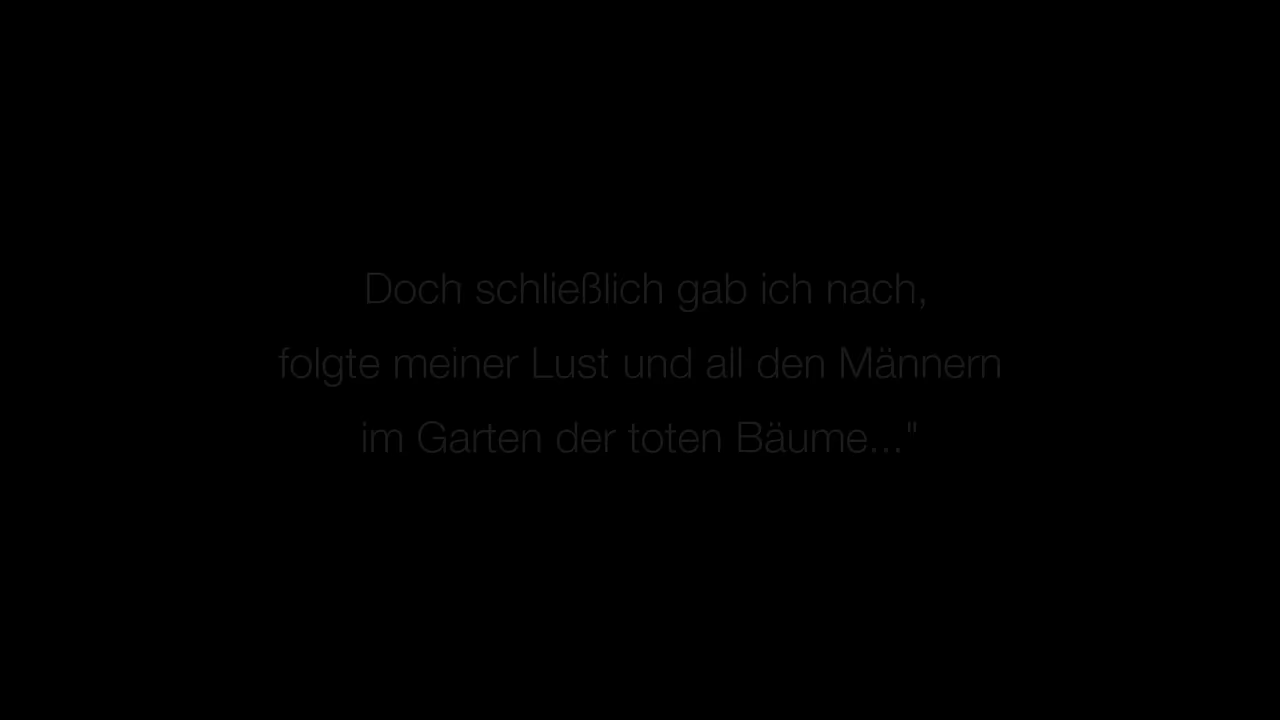 Doch schließlich gab ich nach,
folgte meiner Lust und all den Männern
im Garten der toten Bäume..."